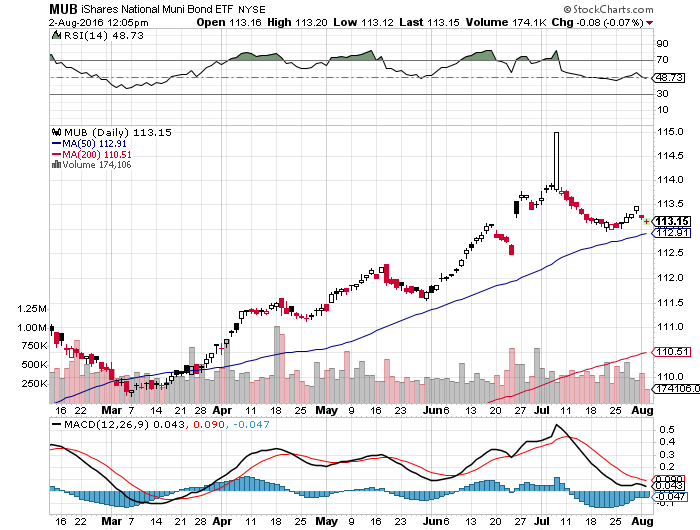 MUB iShares National Muni Bond ETF NYSE © StockCharts.com
2-Aug-2016 12:05pm Open 113.16 High 113.20 Low 113.12 Last 113.15 Volume 174.1K Chg -0.08 (-0.07%)
RSI(14) 48.73
90
70
48.73
30
10
MUB (Daily) 113.15
MA(50) 112.91
MA(200) 110.51
Volume 174,106
115.0
114.5
114.0
113.5
113.15
112.91
112.5
112.0
111.5
111.0
110.51
110.0
174106.0
1.25M
1.00M
750K
500K
250K
16 22 Mar 7 14 21 28 Apr 11 18 25 May 9 16 23 Jun 6 13 20 27 Jul 11 18 25 Aug
MACD(12,26,9) 0.043, 0.090, -0.047
0.5
0.4
0.3
0.2
0.090
0.043
-0.047
-0.1
16 22 Mar 7 14 21 28 Apr 11 18 25 May 9 16 23 Jun 6 13 20 27 Jul 11 18 25 Aug